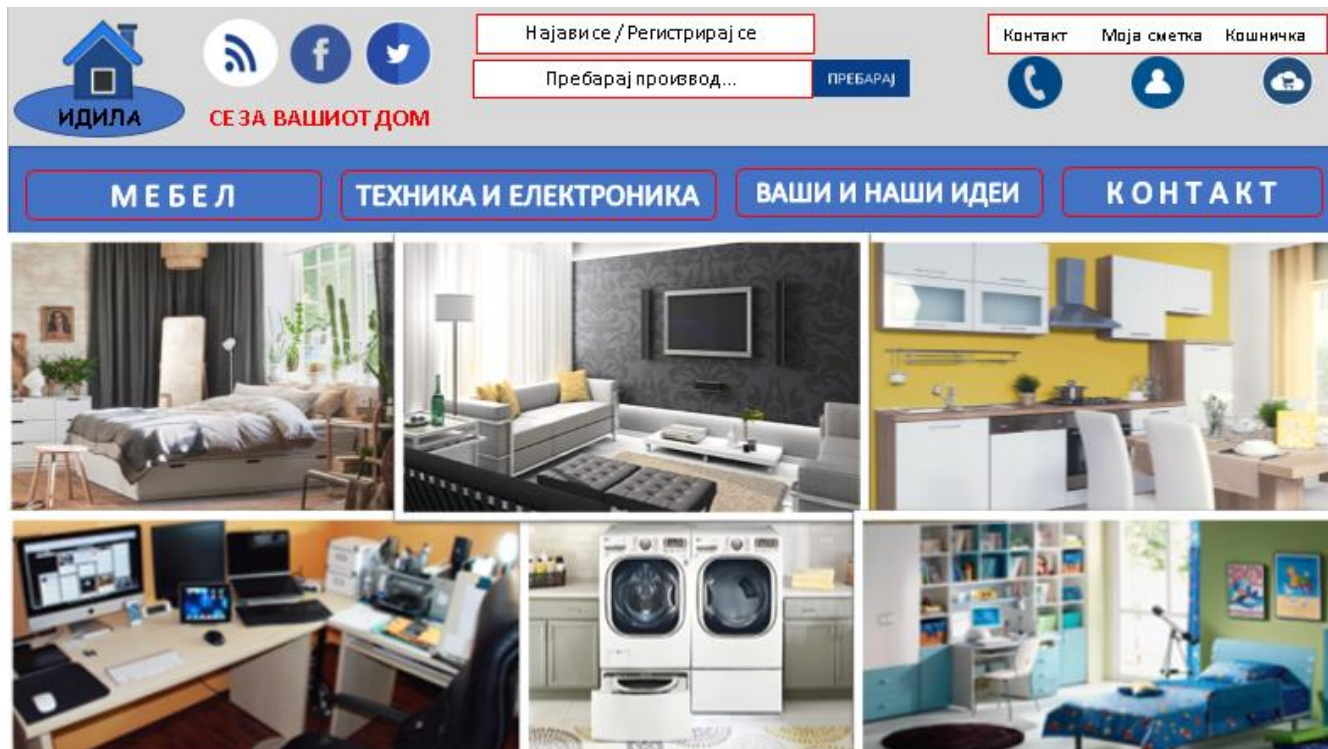 ИДИЛА
СЕ ЗА ВАШИОТ ДОМ
Најави се / Регистрирај се
Пребарај производ...
ПРЕБАРАЈ
Контакт Моја сметка Кошничка
МЕБЕЛ
ТЕХНИКА И ЕЛЕКТРОНИКА
ВАШИ И НАШИ ИДЕИ
КОНТАКТ